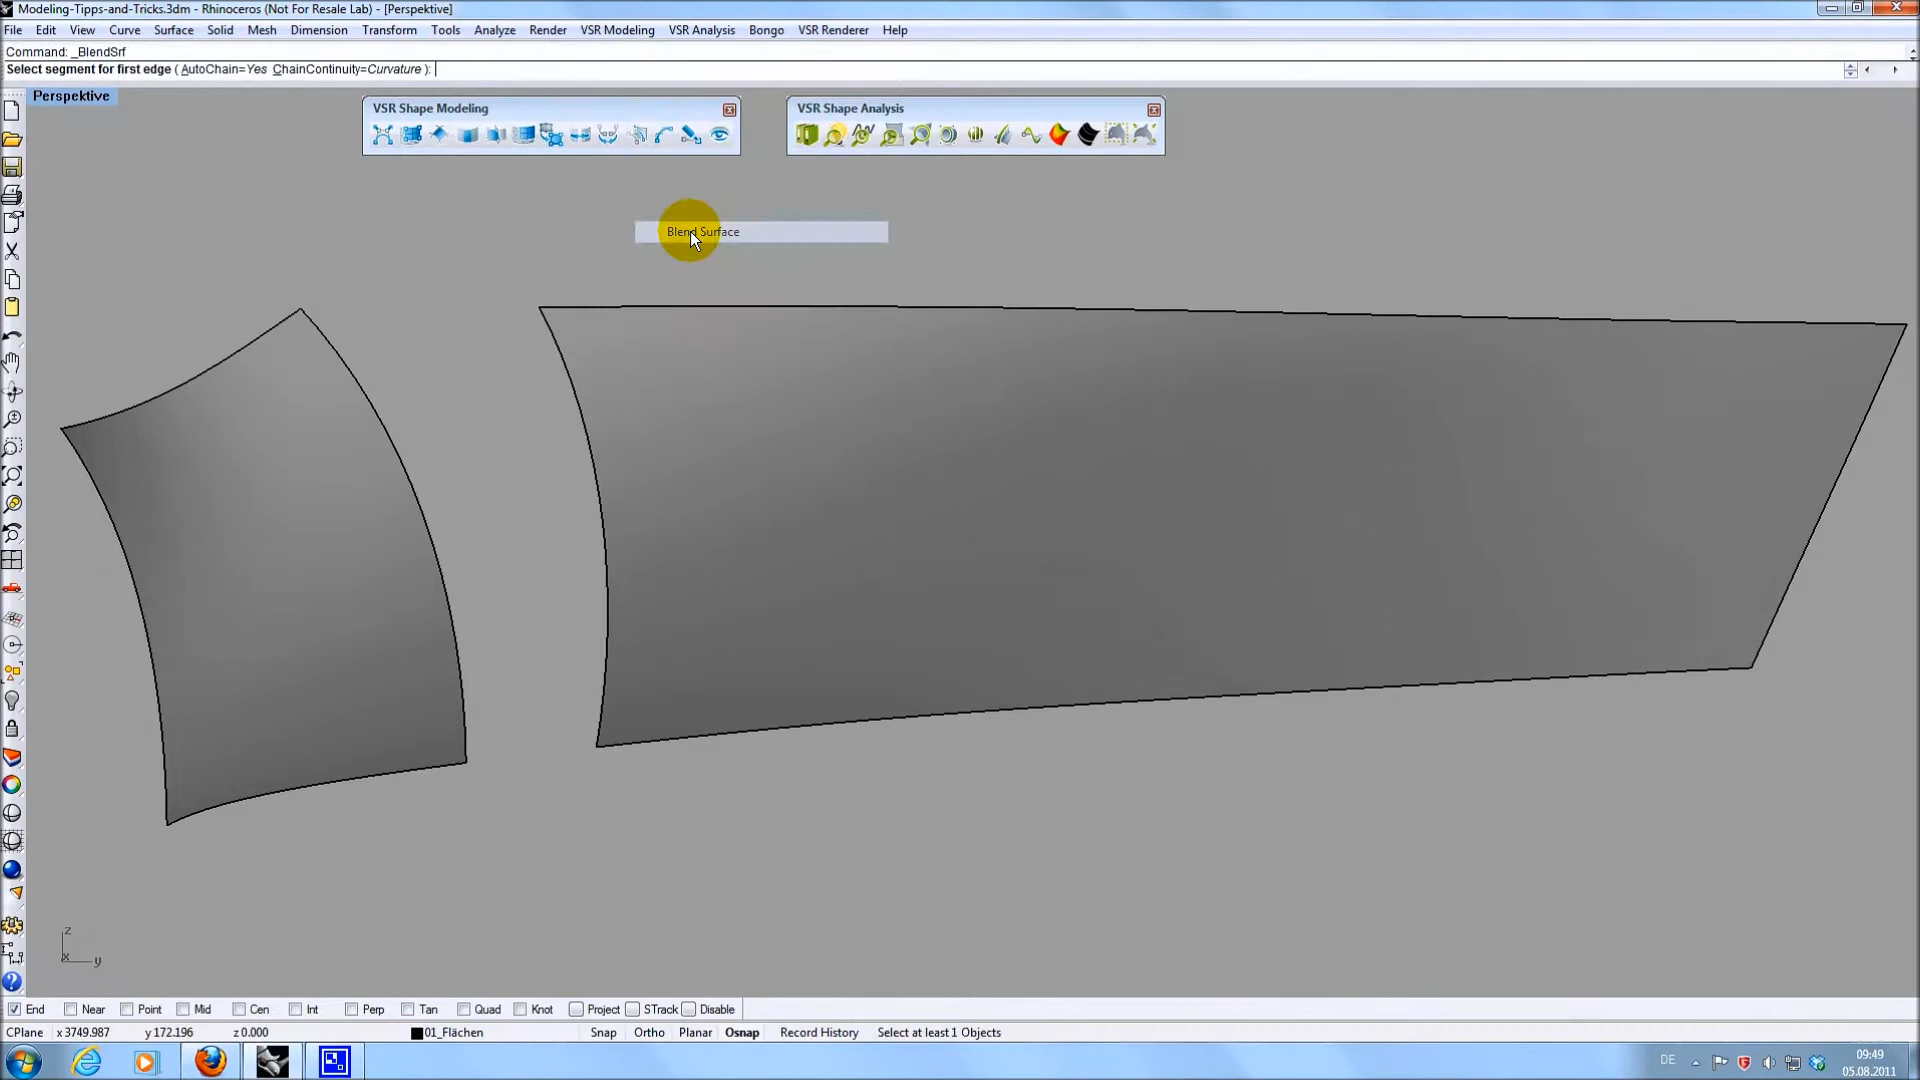 Modeling-Tipps-and-Tricks.3dm - Rhinoceros (Not For Resale Lab) - [Perspektive]
File Edit View Curve Surface Solid Mesh Dimension Transform Tools Analyze Render VSR Modeling VSR Analysis Bongo VSR Renderer Help
Command: _BlendSrf
Select segment for first edge ( AutoChain=Yes ChainContinuity=Curvature ):
Perspektive
VSR Shape Modeling
VSR Shape Analysis
Blend Surface
z
x
y
End Near Point Mid Cen Int Perp Tan Quad Knot Project STrack Disable
CPlane x 3749.987 y 172.196 z 0.000 01_Flächen Snap Ortho Planar Osnap Record History Select at least 1 Objects
DE
09:49
05.08.2011